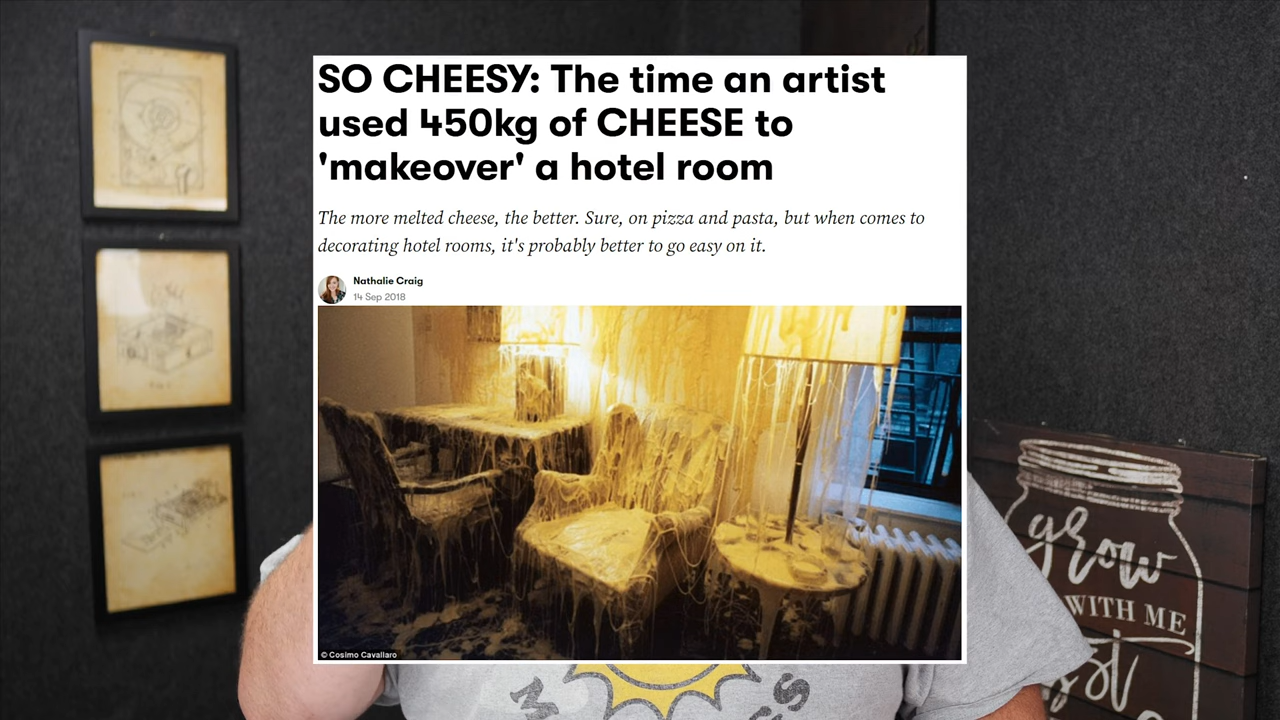 SO CHEESY: The time an artist
used 450kg of CHEESE to
'makeover' a hotel room
The more melted cheese, the better. Sure, on pizza and pasta, but when comes to
decorating hotel rooms, it's probably better to go easy on it.
Nathalie Craig
14 Sep 2018
© Cosimo Cavallaro
grow
WITH ME